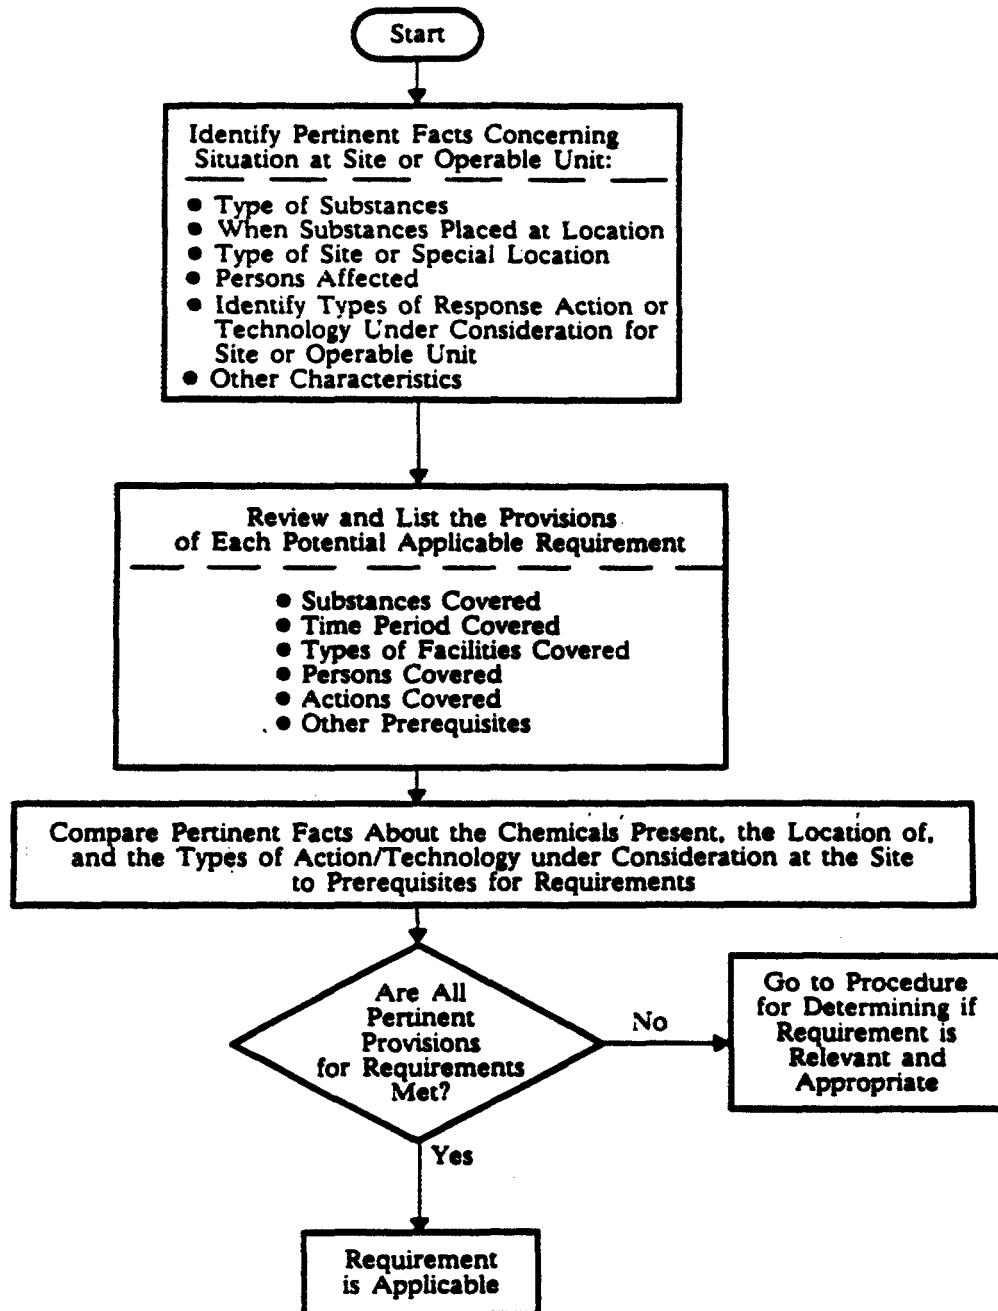 Start
Identify Pertinent Facts Concerning
Situation at Site or Operable Unit:
● Type of Substances
● When Substances Placed at Location
● Type of Site or Special Location
● Persons Affected
● Identify Types of Response Action or
Technology Under Consideration for
Site or Operable Unit
● Other Characteristics
Review and List the Provisions
of Each Potential Applicable Requirement
● Substances Covered
● Time Period Covered
● Types of Facilities Covered
● Persons Covered
● Actions Covered
● Other Prerequisites
Compare Pertinent Facts About the Chemicals Present, the Location of,
and the Types of Action/Technology under Consideration at the Site
to Prerequisites for Requirements
Are All
Pertinent
Provisions
for Requirements
Met?
No
Go to Procedure
for Determining if
Requirement is
Relevant and
Appropriate
Yes
Requirement
is Applicable